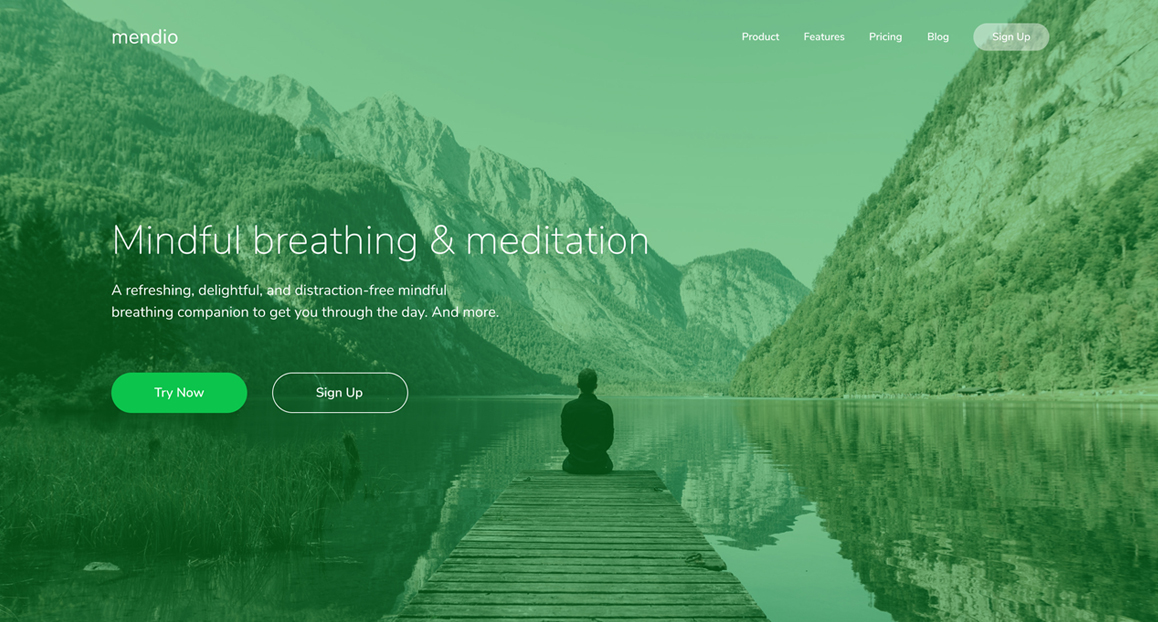 mendio
Product
Features
Pricing
Blog
Sign Up
Mindful breathing & meditation
A refreshing, delightful, and distraction-free mindful
breathing companion to get you through the day. And more.
Try Now
Sign Up